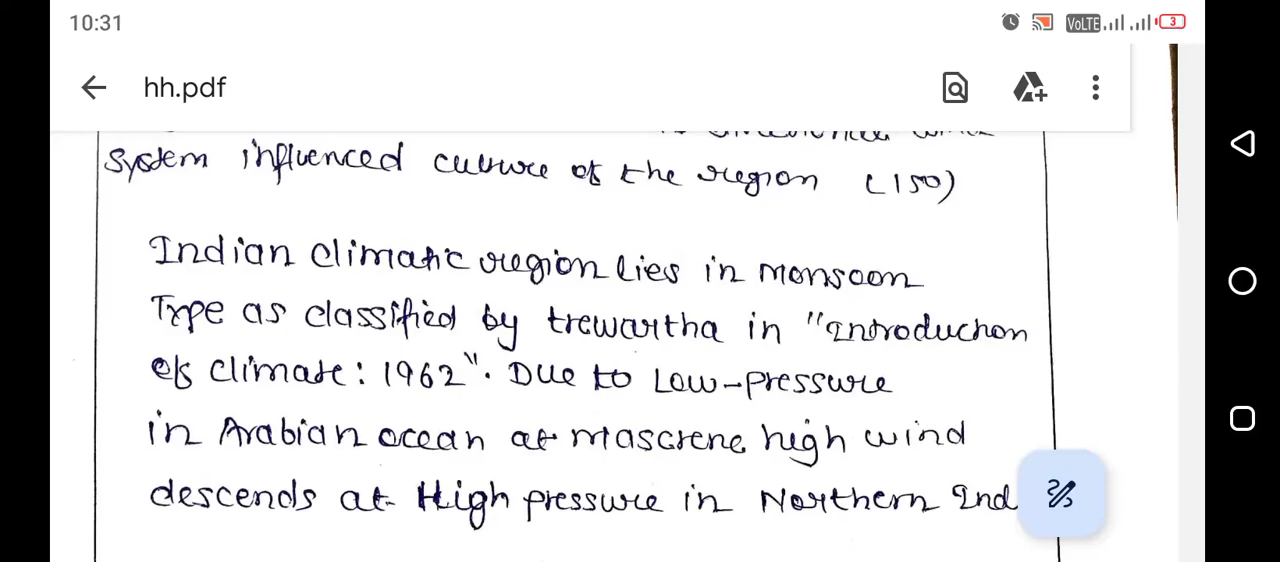 10:31
VoLTE
3
hh.pdf
System influenced culture of the region (150)
Indian climatic region lies in monsoon
Type as classified by trewartha in "Introduction
of climate: 1962". Due to Low-pressure
in Arabian ocean at mascrene high wind
descends at High pressure in Northern Ind